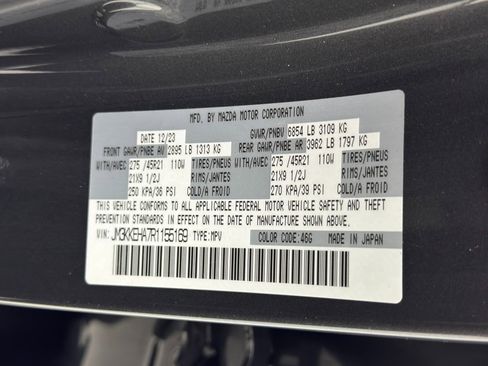 MFD. BY MAZDA MOTOR CORPORATION
DATE 12/23 GVWR/PNBV 6854 LB 3109 KG
FRONT GAWR/PNBE AV 2895 LB 1313 KG REAR GAWR/PNBE AR 3962 LB 1797 KG
WITH/AVEC 275 /45R21 110W TIRES/PNEUS WITH/AVEC 275 /45R21 110W TIRES/PNEUS
21X9 1/2J RIMS/JANTES 21X9 1/2J RIMS/JANTES
250 KPA/36 PSI COLD/A FROID 270 KPA/39 PSI COLD/A FROID
THIS VEHICLE CONFORMS TO ALL APPLICABLE FEDERAL MOTOR VEHICLE SAFETY AND THEFT
PREVENTION STANDARDS IN EFFECT ON THE DATE OF MANUFACTURE SHOWN ABOVE.
VIN: JM3KKEHA7R1155169 TYPE:MPV COLOR CODE:46G MADE IN JAPAN